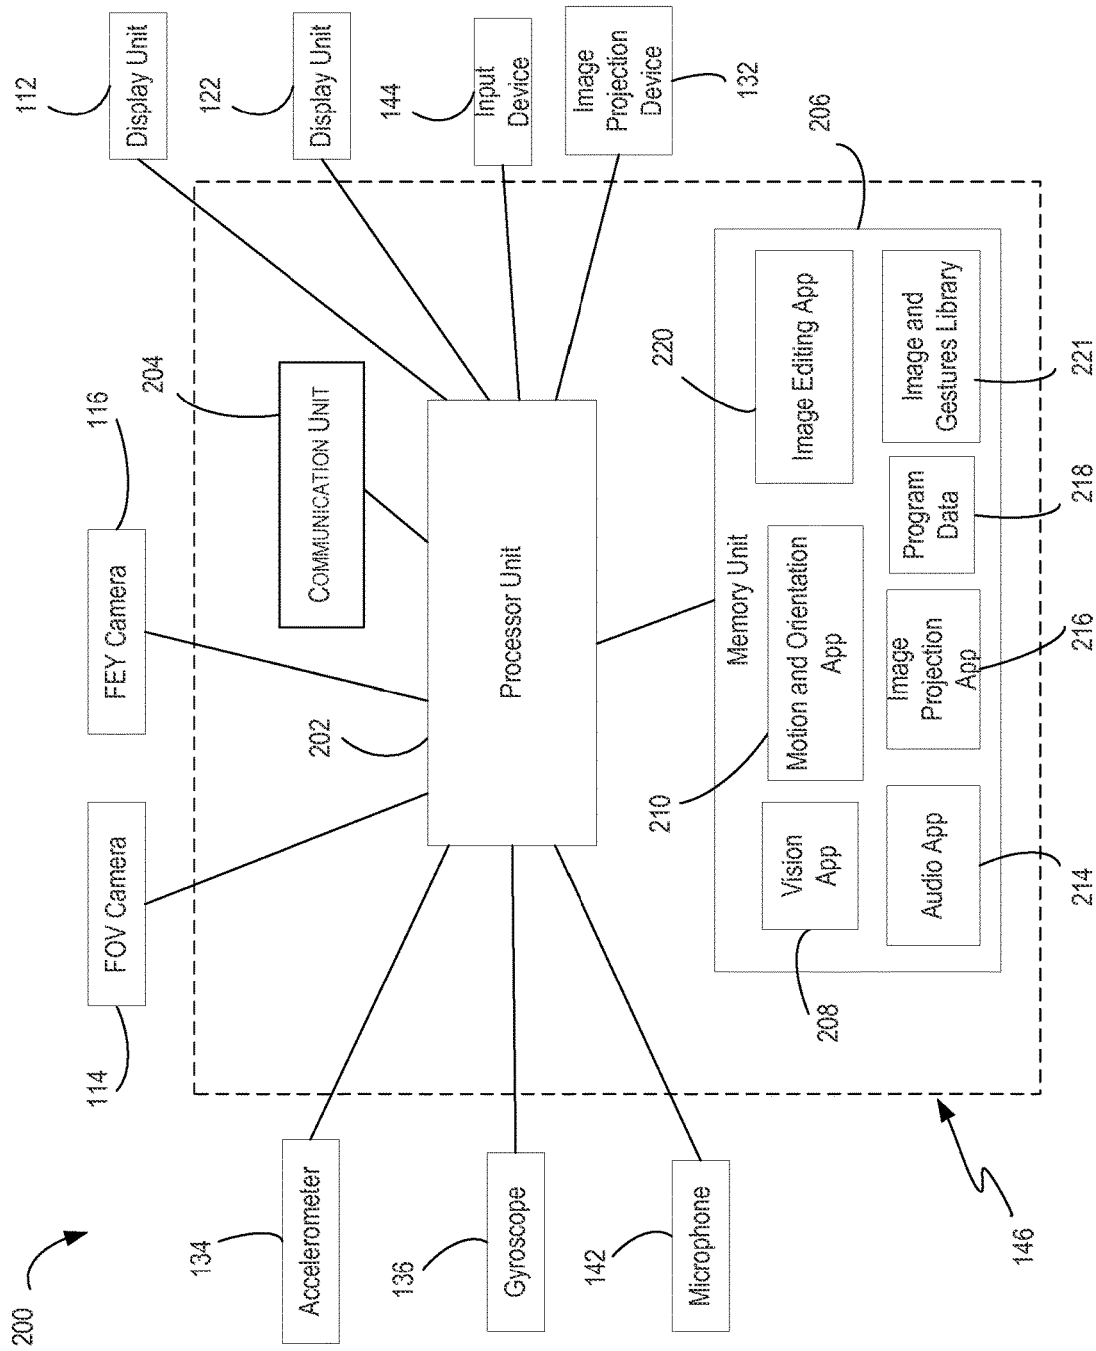 200
114
FOV Camera
116
FEY Camera
112
Display Unit
122
Display Unit
144
Input
Device
Image
Projection
Device
132
134
Accelerometer
136
Gyroscope
142
Microphone
204
COMMUNICATION UNIT
202
Processor Unit
206
Memory Unit
208
Vision
App
210
Motion and Orientation
App
220
Image Editing App
Audio App
214
Image
Projection
App
216
Program
Data
218
Image and
Gestures Library
221
146